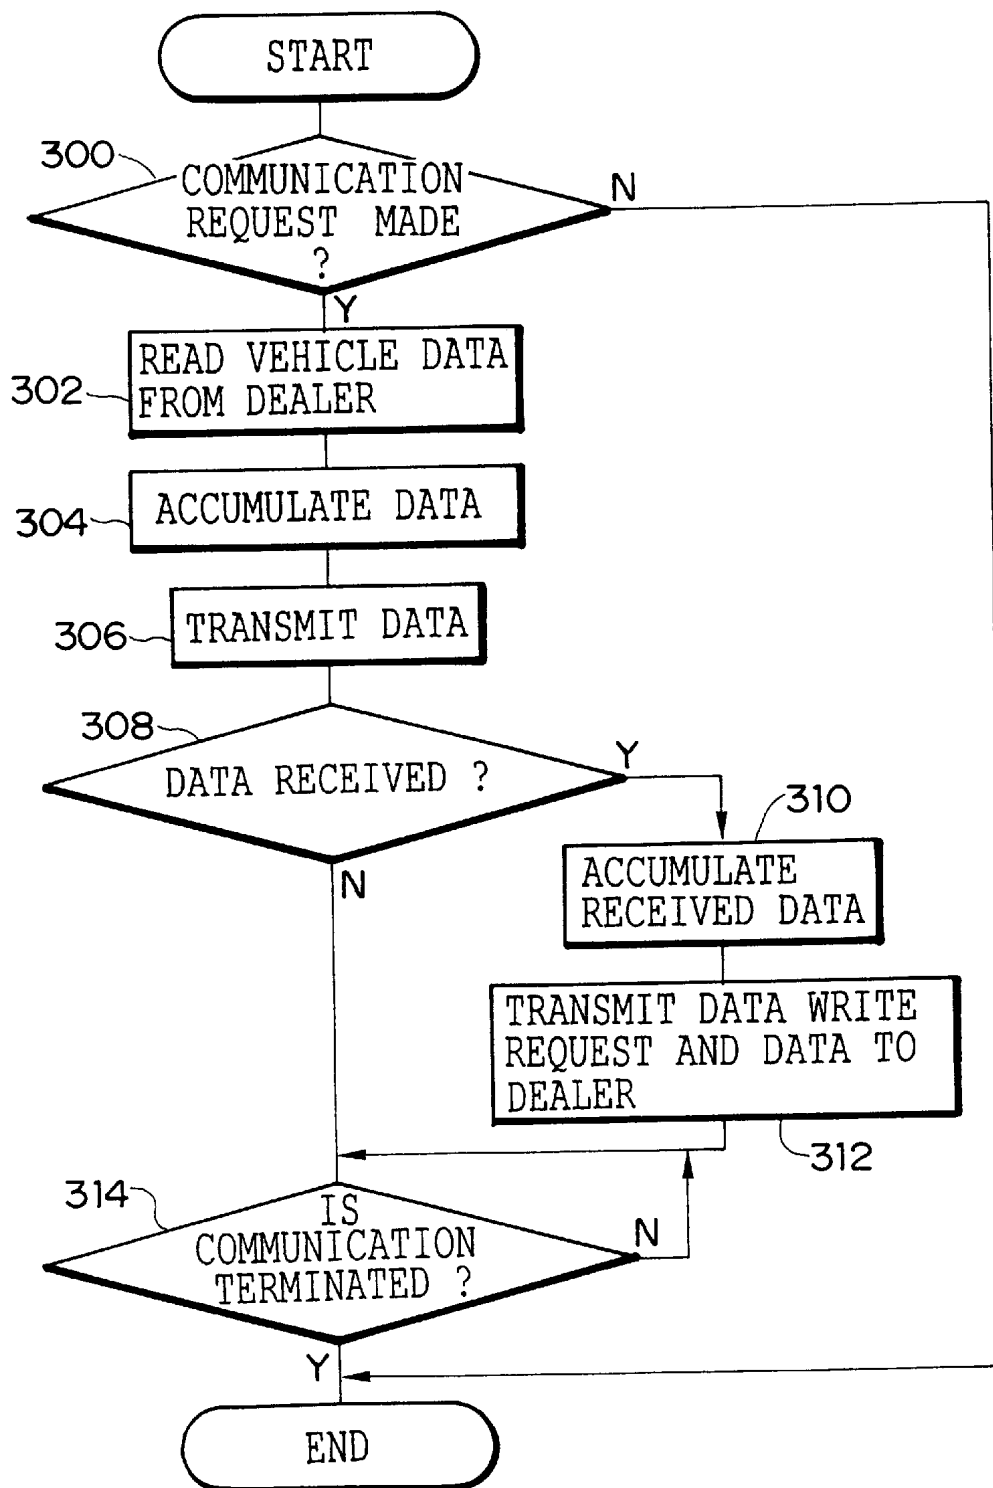 START
300
COMMUNICATION
REQUEST MADE
?
N
Y
302
READ VEHICLE DATA
FROM DEALER
304
ACCUMULATE DATA
306
TRANSMIT DATA
308
DATA RECEIVED ?
Y
N
310
ACCUMULATE
RECEIVED DATA
TRANSMIT DATA WRITE
REQUEST AND DATA TO
DEALER
312
314
IS
COMMUNICATION
TERMINATED ?
N
Y
END